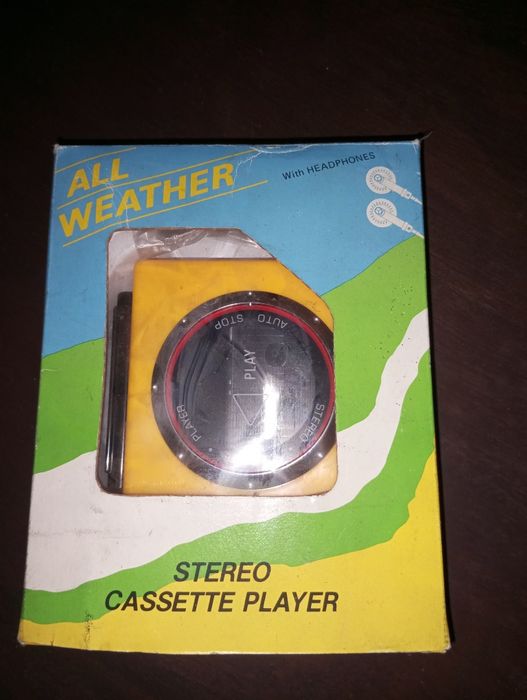 ALL
WEATHER
With HEADPHONES
AUTO STOP
PLAY
PLAYER
STEREO
STEREO
CASSETTE PLAYER